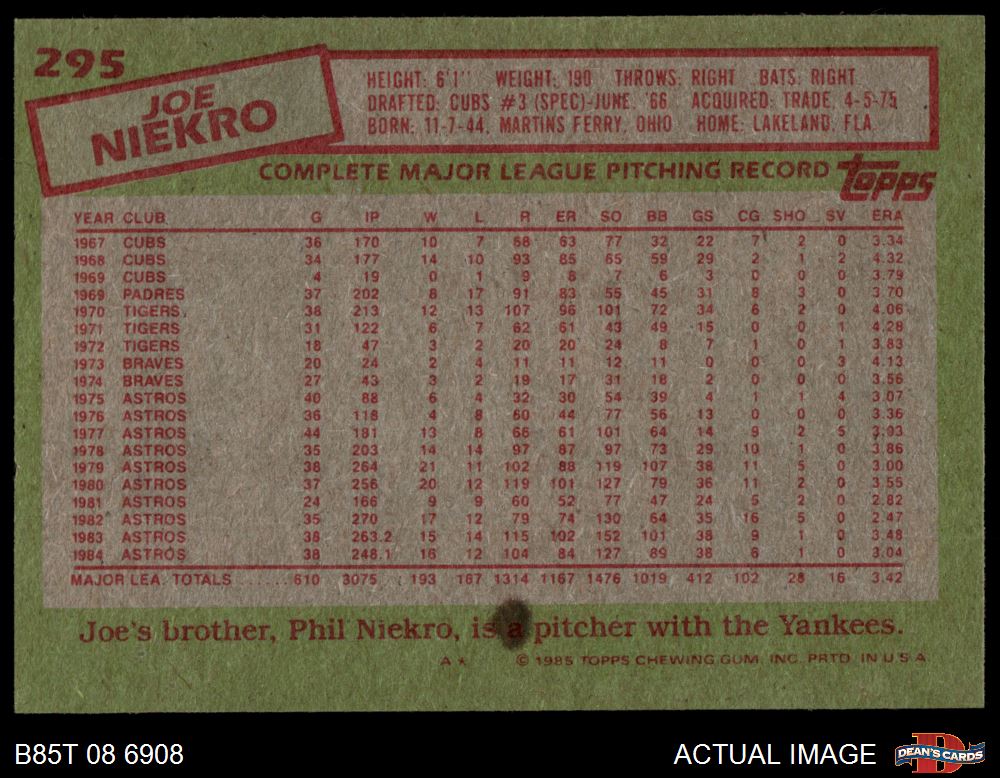 295
JOE
NIEKRO
HEIGHT: 6'1" WEIGHT: 190 THROWS: RIGHT BATS: RIGHT
DRAFTED: CUBS #3 (SPEC)-JUNE, '66 ACQUIRED: TRADE, 4-5-75
BORN: 11-7-44, MARTINS FERRY, OHIO HOME: LAKELAND, FLA.
COMPLETE MAJOR LEAGUE PITCHING RECORD topps
YEAR CLUB G IP W L R ER SO BB GS CG SHO SV ERA
1967 CUBS 36 170 10 7 68 63 77 32 22 7 2 0 3.34
1968 CUBS 34 177 14 10 93 85 65 59 29 2 1 2 4.32
1969 CUBS 4 19 0 1 9 8 7 6 3 0 0 0 3.79
1969 PADRES 37 202 8 17 91 83 55 45 31 8 3 0 3.70
1970 TIGERS 38 213 12 13 107 96 101 72 34 6 2 0 4.06
1971 TIGERS 31 122 6 7 62 61 43 49 15 0 0 1 4.28
1972 TIGERS 18 47 3 2 20 20 24 8 7 1 0 1 3.83
1973 BRAVES 20 24 2 4 11 11 12 11 0 0 0 3 4.13
1974 BRAVES 27 43 3 2 19 17 31 18 2 0 0 0 3.56
1975 ASTROS 40 88 6 4 32 30 54 39 4 1 1 4 3.07
1976 ASTROS 36 118 4 8 60 44 77 56 13 0 0 0 3.36
1977 ASTROS 44 181 13 8 66 61 101 64 14 9 2 5 3.03
1978 ASTROS 35 203 14 14 97 87 97 73 29 10 1 0 3.86
1979 ASTROS 38 264 21 11 102 88 119 107 38 11 5 0 3.00
1980 ASTROS 37 256 20 12 119 101 127 79 36 11 2 0 3.55
1981 ASTROS 24 166 9 9 60 52 77 47 24 5 2 0 2.82
1982 ASTROS 35 270 17 12 79 74 130 64 35 16 5 0 2.47
1983 ASTROS 38 263.2 15 14 115 102 152 101 38 9 1 0 3.48
1984 ASTROS 38 248.1 16 12 104 84 127 89 38 6 1 0 3.04
MAJOR LEA. TOTALS ...... 610 3075 193 167 1314 1167 1476 1019 412 102 28 16 3.42
Joe's brother, Phil Niekro, is a pitcher with the Yankees.
A* © 1985 TOPPS CHEWING GUM, INC. PRTD. IN U.S.A.
B85T 08 6908 ACTUAL IMAGE DEAN'S CARDS